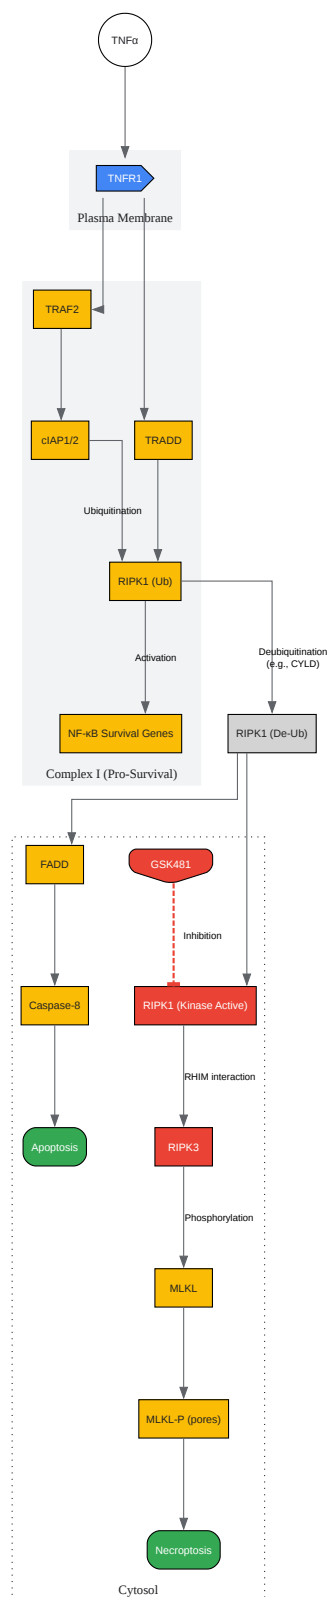 TNFα
TNFR1
Plasma Membrane
TRAF2
cIAP1/2
TRADD
Ubiquitination
RIPK1 (Ub)
Activation
Deubiquitination
(e.g., CYLD)
NF-κB Survival Genes
RIPK1 (De-Ub)
Complex I (Pro-Survival)
FADD
GSK481
Inhibition
Caspase-8
RIPK1 (Kinase Active)
RHIM interaction
Apoptosis
RIPK3
Phosphorylation
MLKL
MLKL-P (pores)
Necroptosis
Cytosol